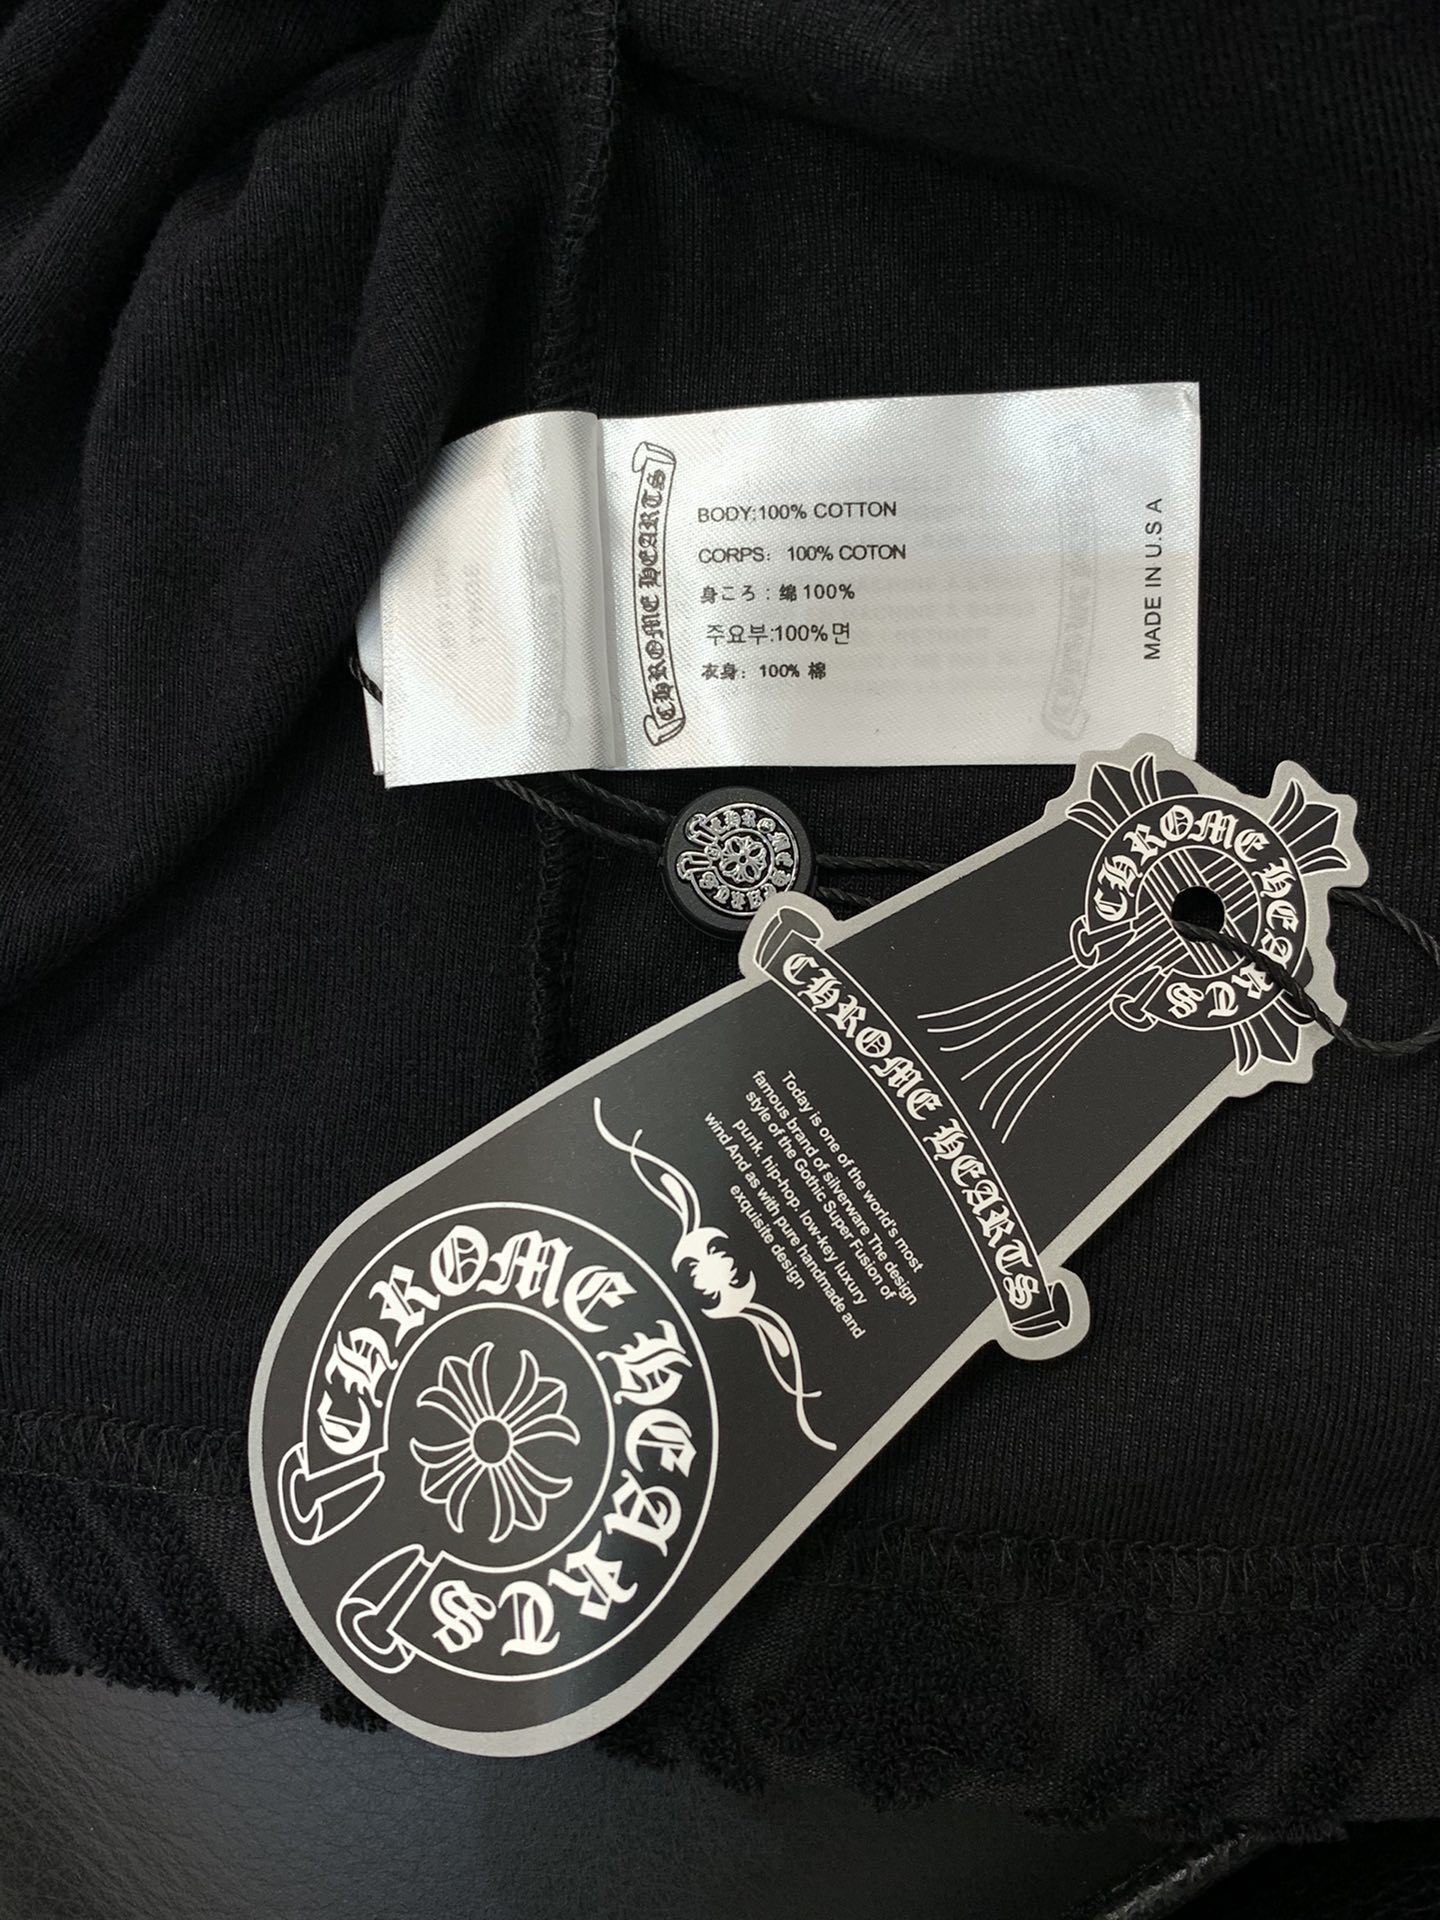 CHROME HEARTS
BODY:100% COTTON
CORPS: 100% COTON
身ころ：绵100%
주요부:100%면
衣身：100% 棉
MADE IN U.S A
CHROME HEARTS
CHROME HEARTS
CHROME HEARTS
Today is one of the world's most
famous brand of silverware The design
style of the Gothic Super Fusion of
punk, hip-hop, low-key luxury
wind And as with pure handmade and
exquisite design
CHROME HEARTS